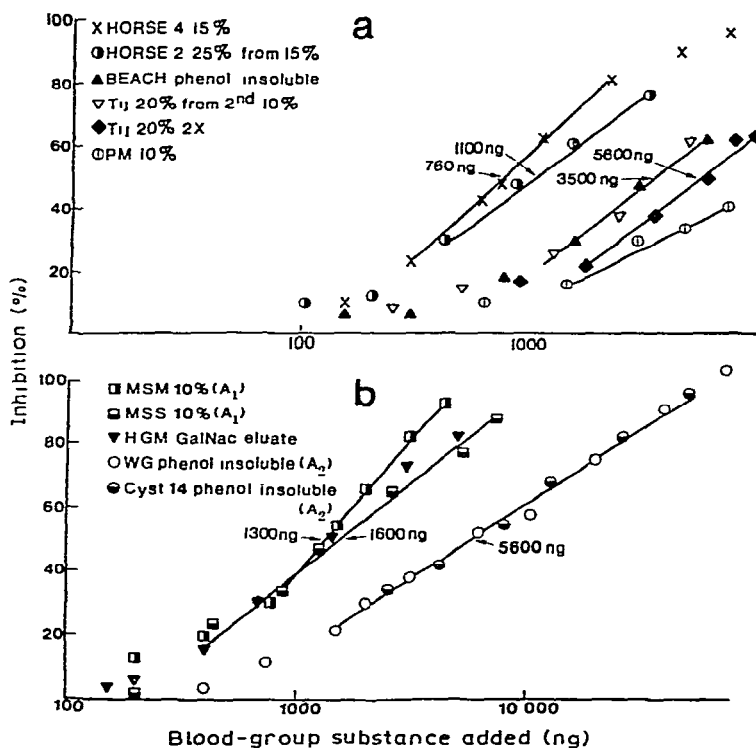 a
100
80
60
40
20
HORSE 4 15%
HORSE 2 25% from 15%
BEACH phenol insoluble
TIJ 20% from 2nd 10%
TIJ 20% 2X
PM 10%
760 ng
1100ng
5600ng
3500ng
100
1000
Inhibition (%)
b
100
80
60
40
20
MSM 10% (A1)
MSS 10% (A1)
HGM GalNac eluate
WG phenol insoluble (A2)
Cyst 14 phenol insoluble
(A2)
1300ng
1600ng
5600 ng
100
1000
10 000
Blood-group substance added (ng)